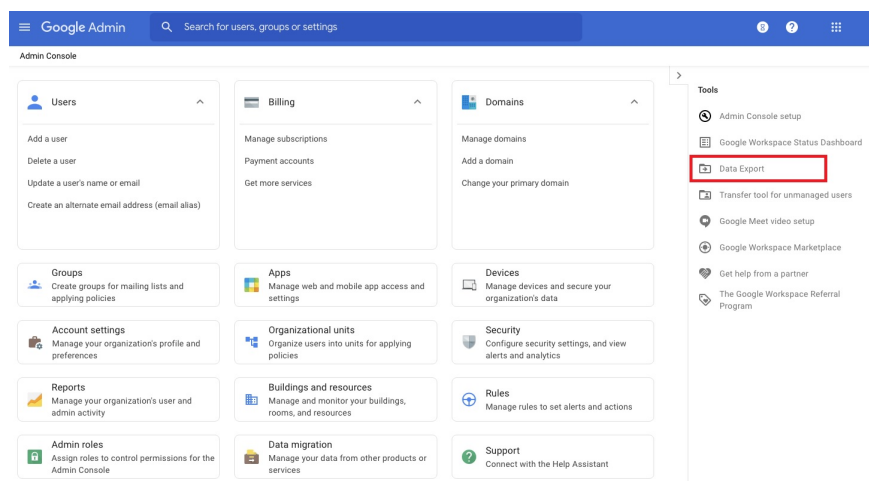 Google Admin
Search for users, groups or settings
Admin Console
Users
Add a user
Delete a user
Update a user's name or email
Create an alternate email address (email alias)
Billing
Manage subscriptions
Payment accounts
Get more services
Domains
Manage domains
Add a domain
Change your primary domain
Groups
Create groups for mailing lists and
applying policies
Apps
Manage web and mobile app access and
settings
Devices
Manage devices and secure your
organization's data
Account settings
Manage your organization's profile and
preferences
Organizational units
Organize users into units for applying
policies
Security
Configure security settings, and view
alerts and analytics
Reports
Manage your organization's user and
admin activity
Buildings and resources
Manage and monitor your buildings,
rooms, and resources
Rules
Manage rules to set alerts and actions
Admin roles
Assign roles to control permissions for the
Admin Console
Data migration
Manage your data from other products or
services
Support
Connect with the Help Assistant
Tools
Admin Console setup
Google Workspace Status Dashboard
Data Export
Transfer tool for unmanaged users
Google Meet video setup
Google Workspace Marketplace
Get help from a partner
The Google Workspace Referral
Program